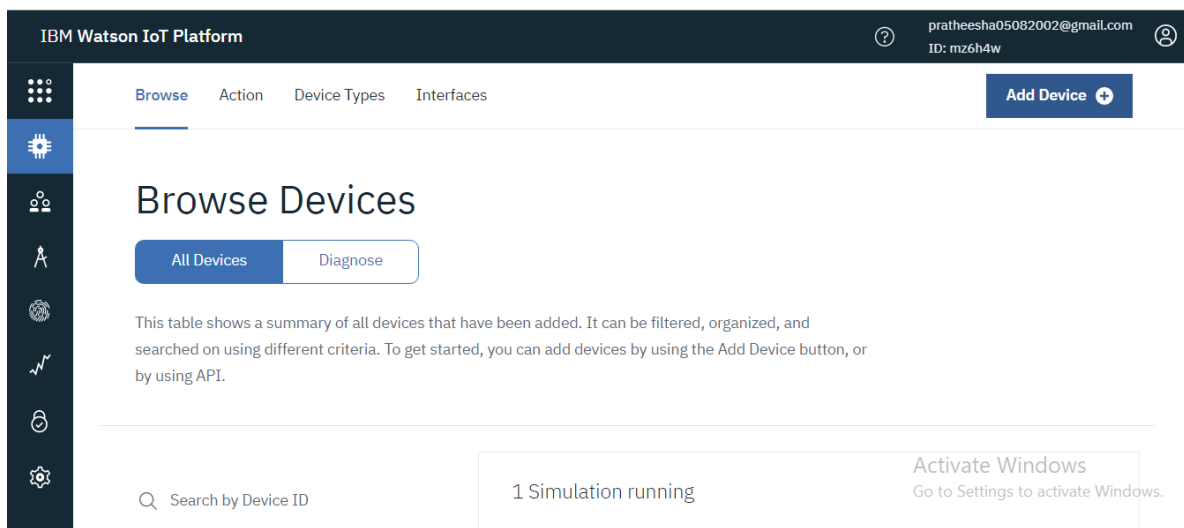 IBM Watson IoT Platform
pratheesha05082002@gmail.com
ID: mz6h4w
Browse Action Device Types Interfaces
Add Device
Browse Devices
All Devices Diagnose
This table shows a summary of all devices that have been added. It can be filtered, organized, and
searched on using different criteria. To get started, you can add devices by using the Add Device button, or
by using API.
Search by Device ID
1 Simulation running
Activate Windows
Go to Settings to activate Windows.